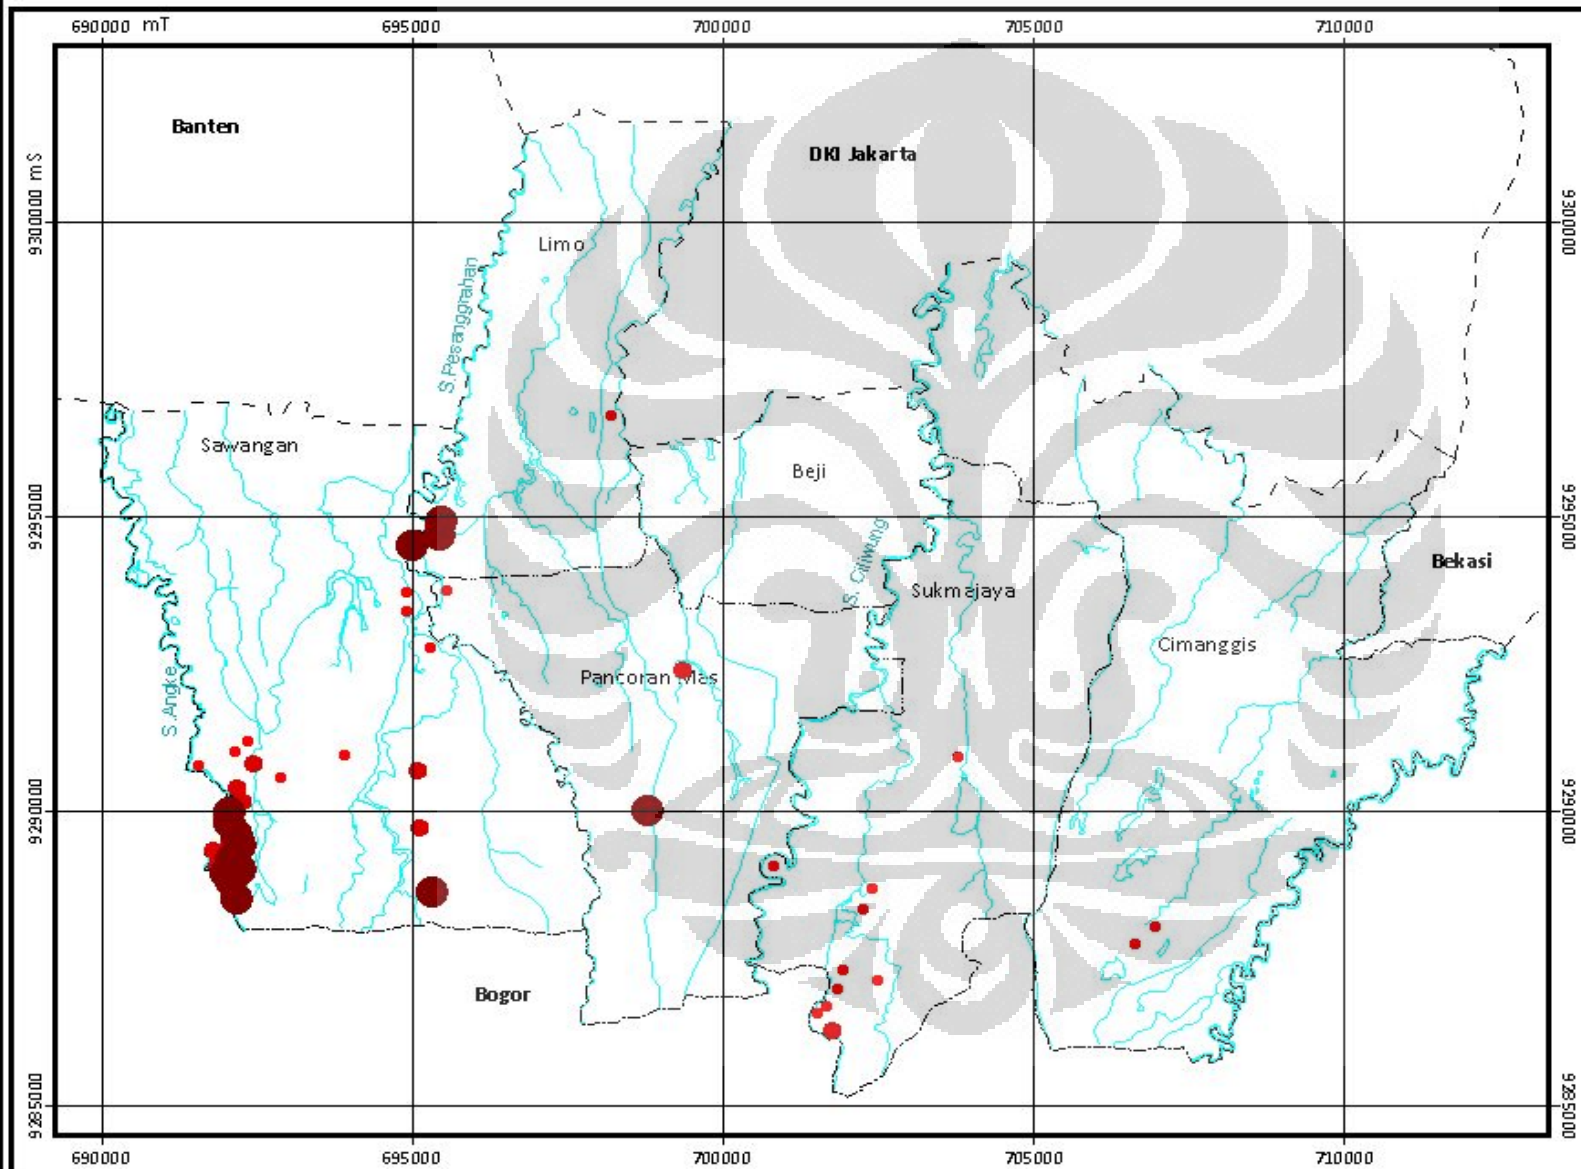 690000 mT
695000
700000
705000
710000
Banten
DKI Jakarta
9300000 mS
9300000
Limo
S.Pesanggrahan
Sawangan
Beji
9295000
9295000
S. Ciliwung
Bekasi
Sukmajaya
Cimanggis
S.Angke
Pancoran Mas
9290000
9290000
Bogor
9285000
9285000
690000
695000
700000
705000
710000